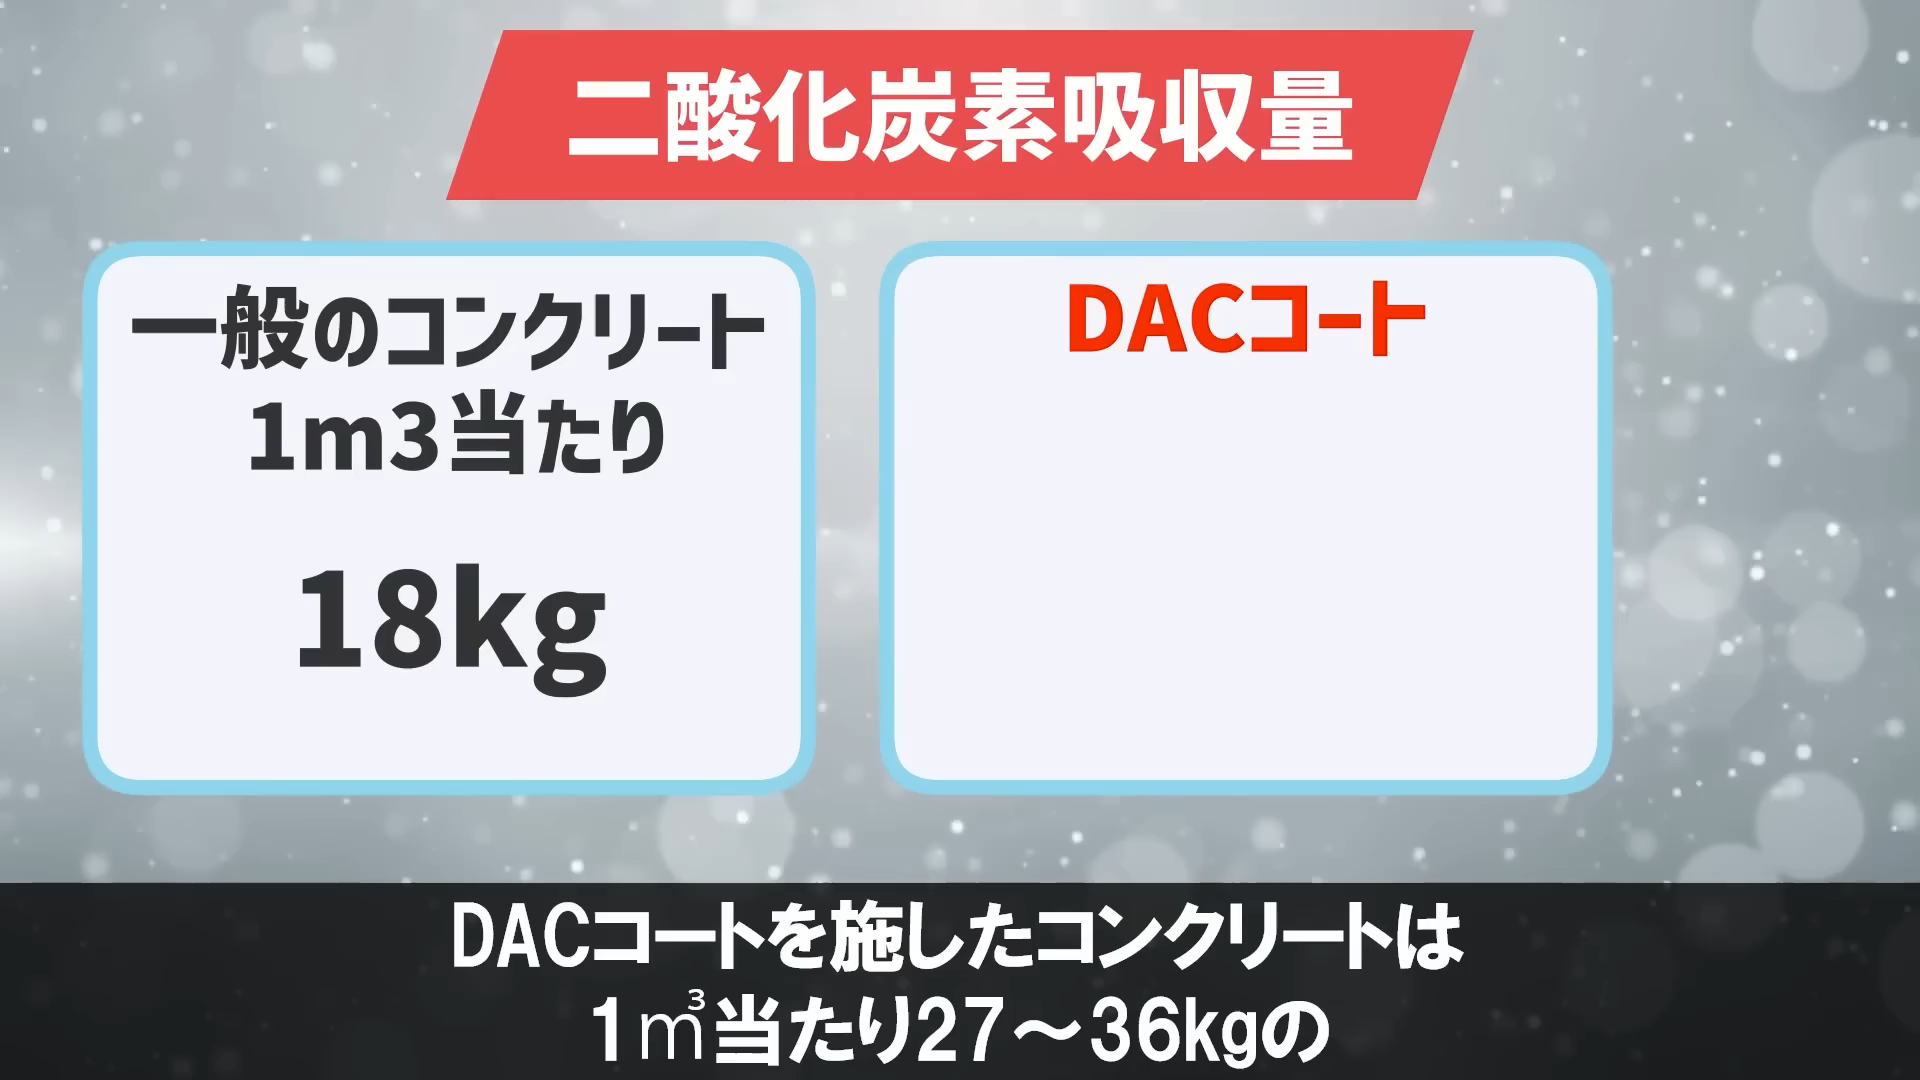 二酸化炭素吸収量
一般のコンクリート
1m3当たり
18kg
DACコート
DACコートを施したコンクリートは
1㎥当たり27～36kgの